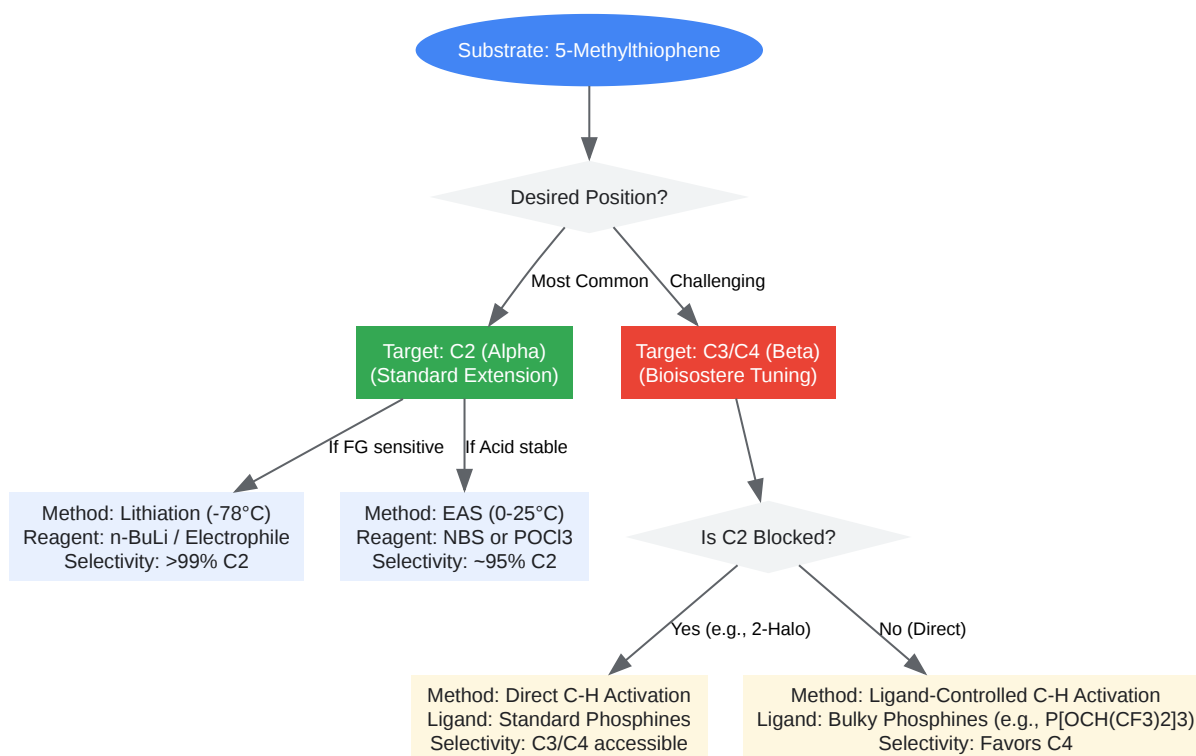 Substrate: 5-Methylthiophene
Desired Position?
Most Common
Challenging
Target: C2 (Alpha)
(Standard Extension)
Target: C3/C4 (Beta)
(Bioisostere Tuning)
If FG sensitive
If Acid stable
Method: Lithiation (-78°C)
Reagent: n-BuLi / Electrophile
Selectivity: >99% C2
Method: EAS (0-25°C)
Reagent: NBS or POCl3
Selectivity: ~95% C2
Is C2 Blocked?
Yes (e.g., 2-Halo)
No (Direct)
Method: Direct C-H Activation
Ligand: Standard Phosphines
Selectivity: C3/C4 accessible
Method: Ligand-Controlled C-H Activation
Ligand: Bulky Phosphines (e.g., P[OCH(CF3)2]3)
Selectivity: Favors C4